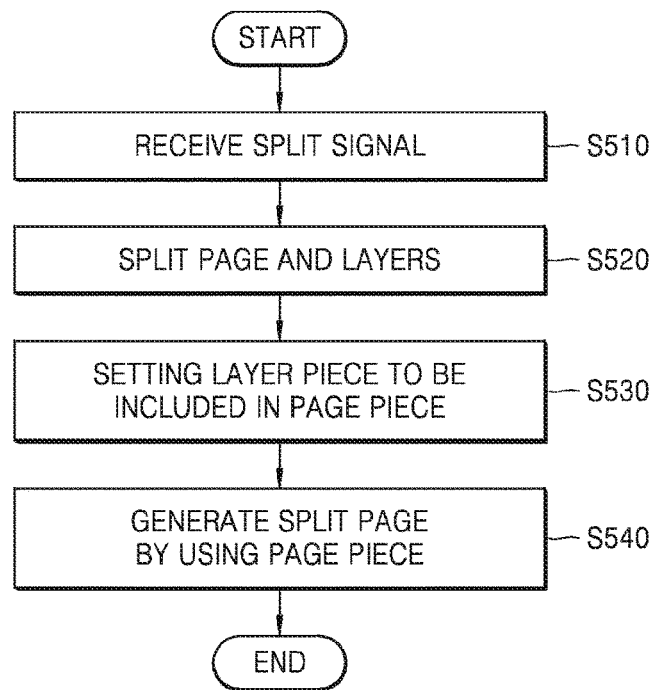 START
RECEIVE SPLIT SIGNAL
S510
SPLIT PAGE AND LAYERS
S520
SETTING LAYER PIECE TO BE
INCLUDED IN PAGE PIECE
S530
GENERATE SPLIT PAGE
BY USING PAGE PIECE
S540
END